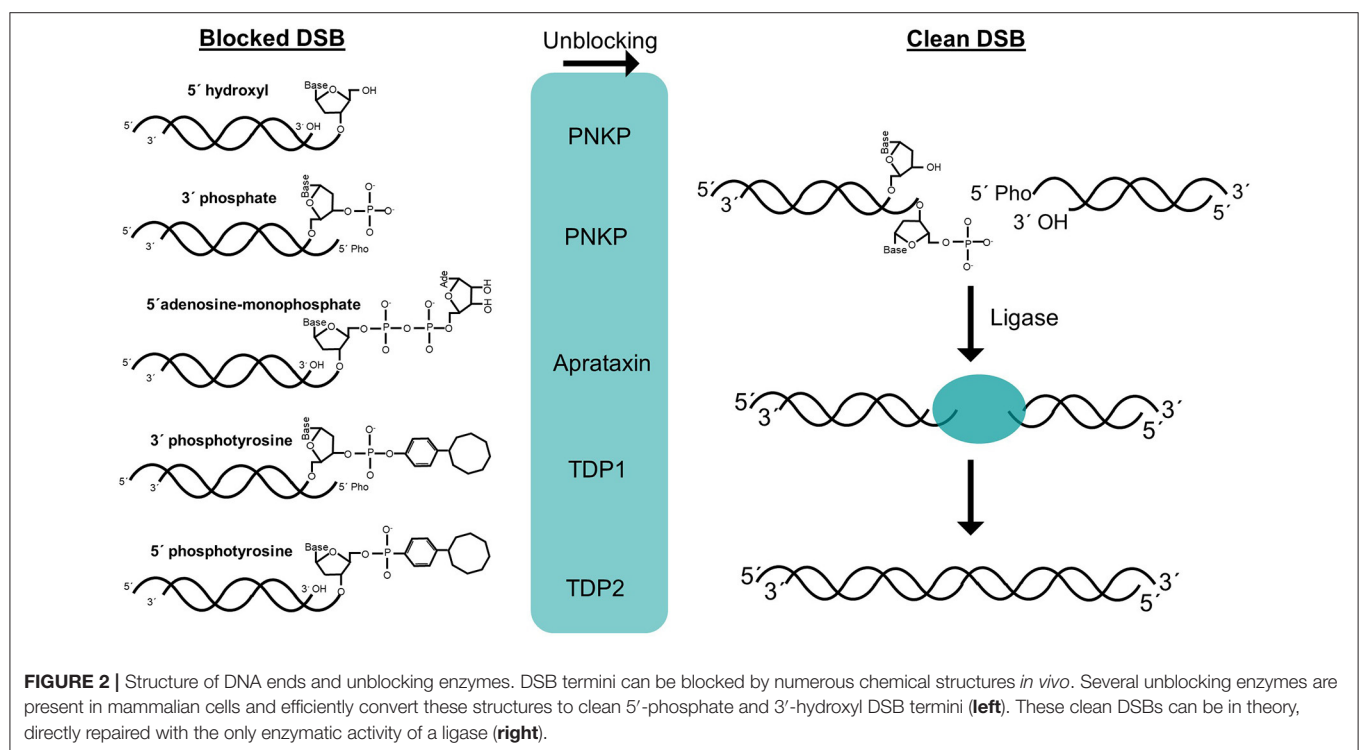 Blocked DSB
Unblocking
Clean DSB
5´ hydroxyl
Base
O
OH
5´
3´
3´ OH
O
PNKP
3´ phosphate
Base
O
O
O⁻
P
O⁻
O
O
5´
3´
5´ Pho
PNKP
5´adenosine-monophosphate
Base
O
O
O⁻
P
O
O
O⁻
P
O
O
Ade
O
OH
OH
5´
3´
3´ OH
O
Aprataxin
3´ phosphotyrosine
Base
O
O
O⁻
P
O
O
O
5´
3´
5´ Pho
TDP1
5´ phosphotyrosine
Base
O
O
O⁻
P
O
5´
3´
3´ OH
O
TDP2
Base
O
OH
O
5´
3´
O
O
Base
O
P
O⁻
O⁻
O
5´ Pho
3´ OH
3´
5´
Ligase
5´
3´
3´
5´
5´
3´
3´
5´
FIGURE 2 | Structure of DNA ends and unblocking enzymes. DSB termini can be blocked by numerous chemical structures in vivo. Several unblocking enzymes are
present in mammalian cells and efficiently convert these structures to clean 5′-phosphate and 3′-hydroxyl DSB termini (left). These clean DSBs can be in theory,
directly repaired with the only enzymatic activity of a ligase (right).